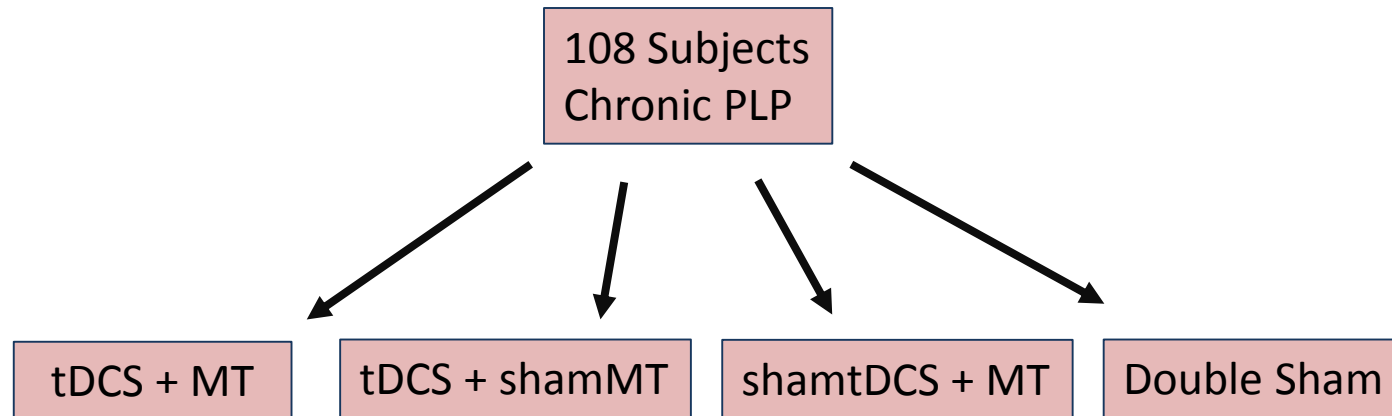 108 Subjects
Chronic PLP
tDCS + MT
tDCS + shamMT
shamtDCS + MT
Double Sham